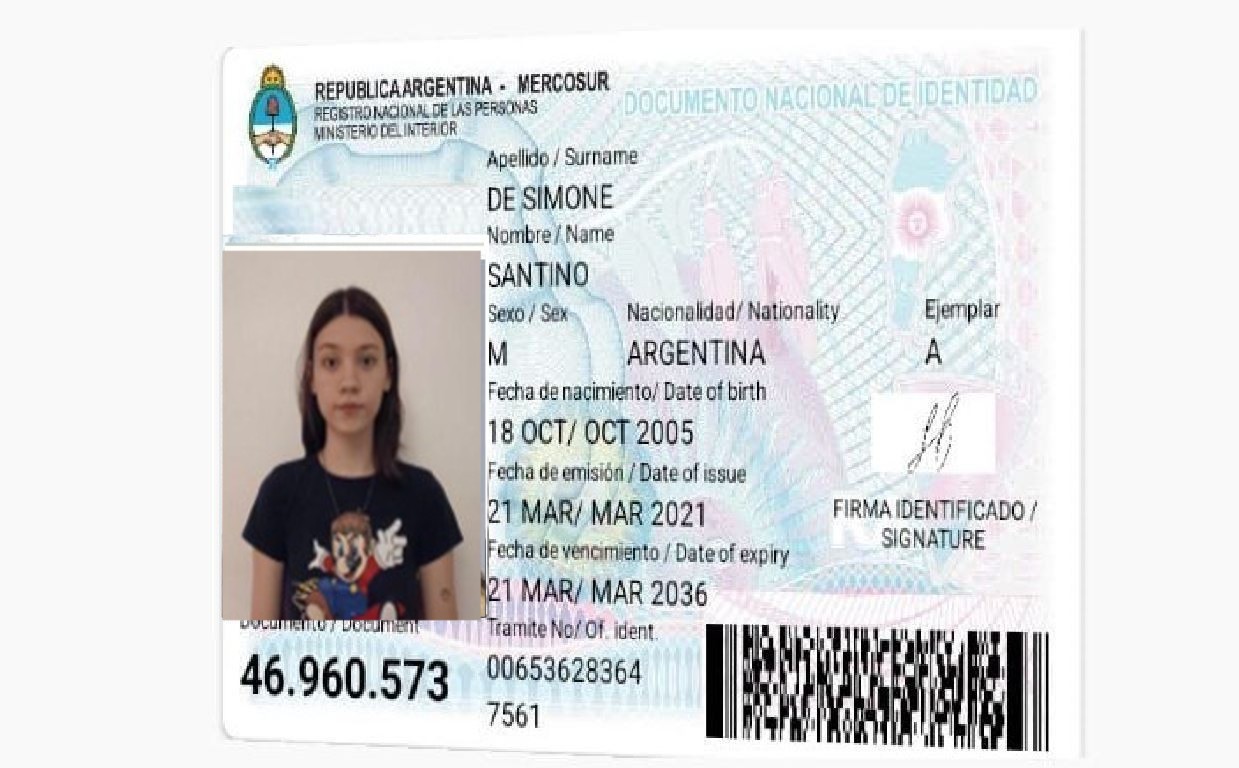 REPUBLICA ARGENTINA - MERCOSUR
REGISTRO NACIONAL DE LAS PERSONAS
MINISTERIO DEL INTERIOR
DOCUMENTO NACIONAL DE IDENTIDAD
Apellido / Surname
DE SIMONE
Nombre / Name
SANTINO
Sexo / Sex Nacionalidad/ Nationality Ejemplar
M ARGENTINA A
Fecha de nacimiento/ Date of birth
18 OCT/ OCT 2005
Fecha de emisión / Date of issue
21 MAR/ MAR 2021
FIRMA IDENTIFICADO /
SIGNATURE
Fecha de vencimiento / Date of expiry
21 MAR/ MAR 2036
Documento / Document
46.960.573
Tramite No/ Of. ident.
00653628364
7561